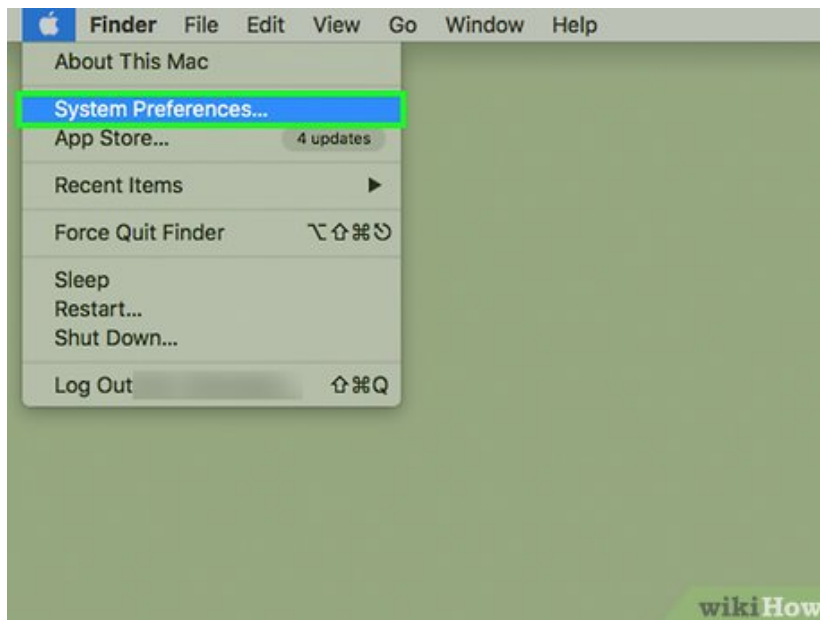 Finder File Edit View Go Window Help
About This Mac
System Preferences...
App Store... 4 updates
Recent Items ▶
Force Quit Finder ⌥⇧⌘⎋
Sleep
Restart...
Shut Down...
Log Out ⇧⌘Q
wikiHow